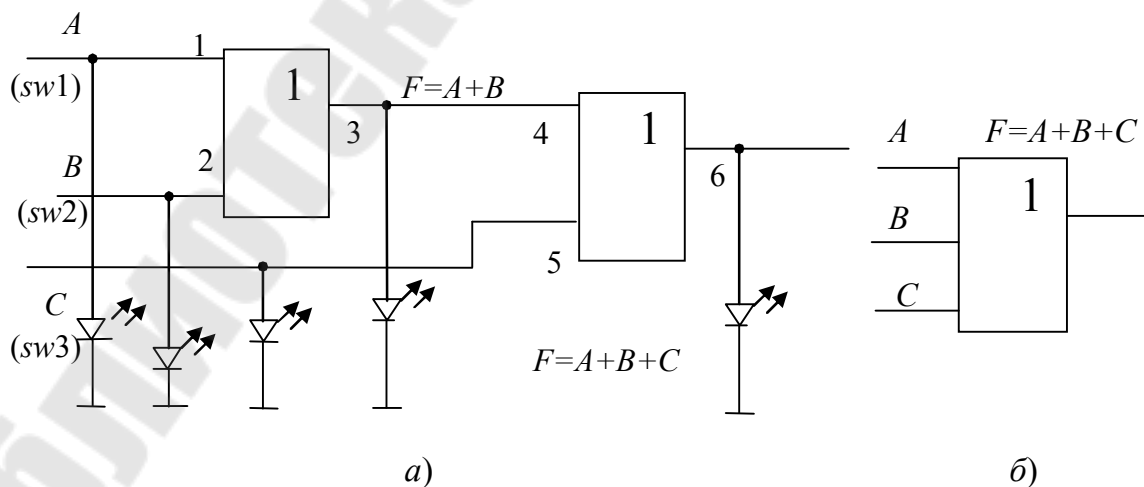 A
(sw1)
1
1
F=A+B
3
4
1
6
B
(sw2)
2
5
C
(sw3)
F=A+B+C
A
B
C
F=A+B+C
1
а)
б)